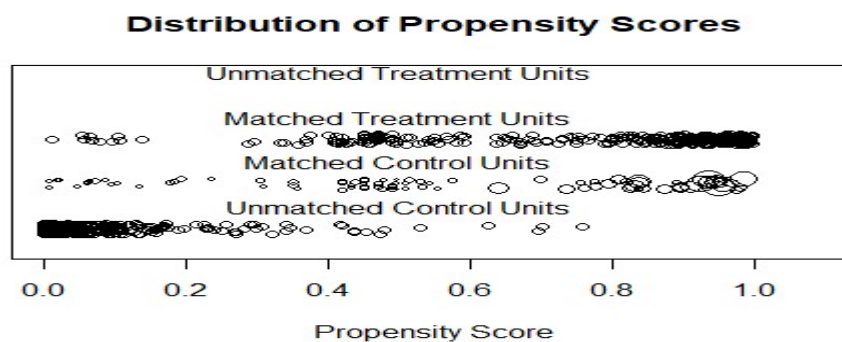 Distribution of Propensity Scores
Unmatched Treatment Units
Matched Treatment Units
Matched Control Units
Unmatched Control Units
0.0 0.2 0.4 0.6 0.8 1.0
Propensity Score